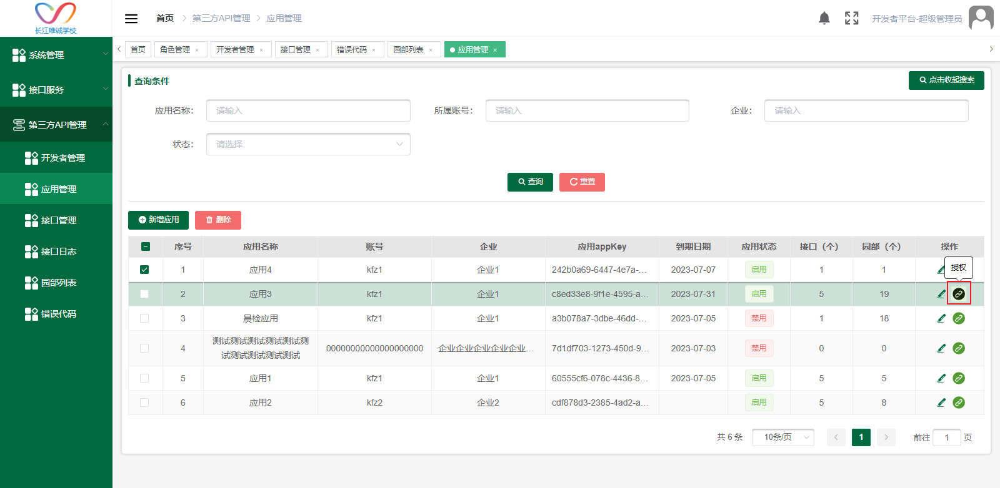 长江唯诚学校
首页 第三方API管理 应用管理
开发者平台-超级管理员
首页 角色管理 × 开发者管理 × 接口管理 × 错误代码 × 园部列表 × 应用管理 ×
系统管理
接口服务
第三方API管理
开发者管理
应用管理
接口管理
接口日志
园部列表
错误代码
查询条件
点击收起搜索
应用名称： 请输入 所属账号： 请输入 企业： 请输入
状态： 请选择
查询 重置
新增应用 删除
序号 应用名称 账号 企业 应用appKey 到期日期 应用状态 接口（个） 园部（个） 操作
1 应用4 kfz1 企业1 242b0a69-6447-4e7a-... 2023-07-07 启用 1 1
授权
2 应用3 kfz1 企业1 c8ed33e8-9f1e-4595-a... 2023-07-31 启用 5 19
3 晨检应用 kfz1 企业1 a3b078a7-3dbe-46dd-... 2023-07-05 禁用 1 18
测试测试测试测试测试测
4 00000000000000000000 企业企业企业企业企业... 7d1df703-1273-450d-9... 2023-07-03 禁用 0 0
试测试测试测试测试
5 应用1 kfz1 企业1 60555cf6-078c-4436-8... 2023-07-05 启用 5 5
6 应用2 kfz2 企业2 cdf878d3-2385-4ad2-a... 启用 5 8
共 6 条 10条/页 1 前往 1 页